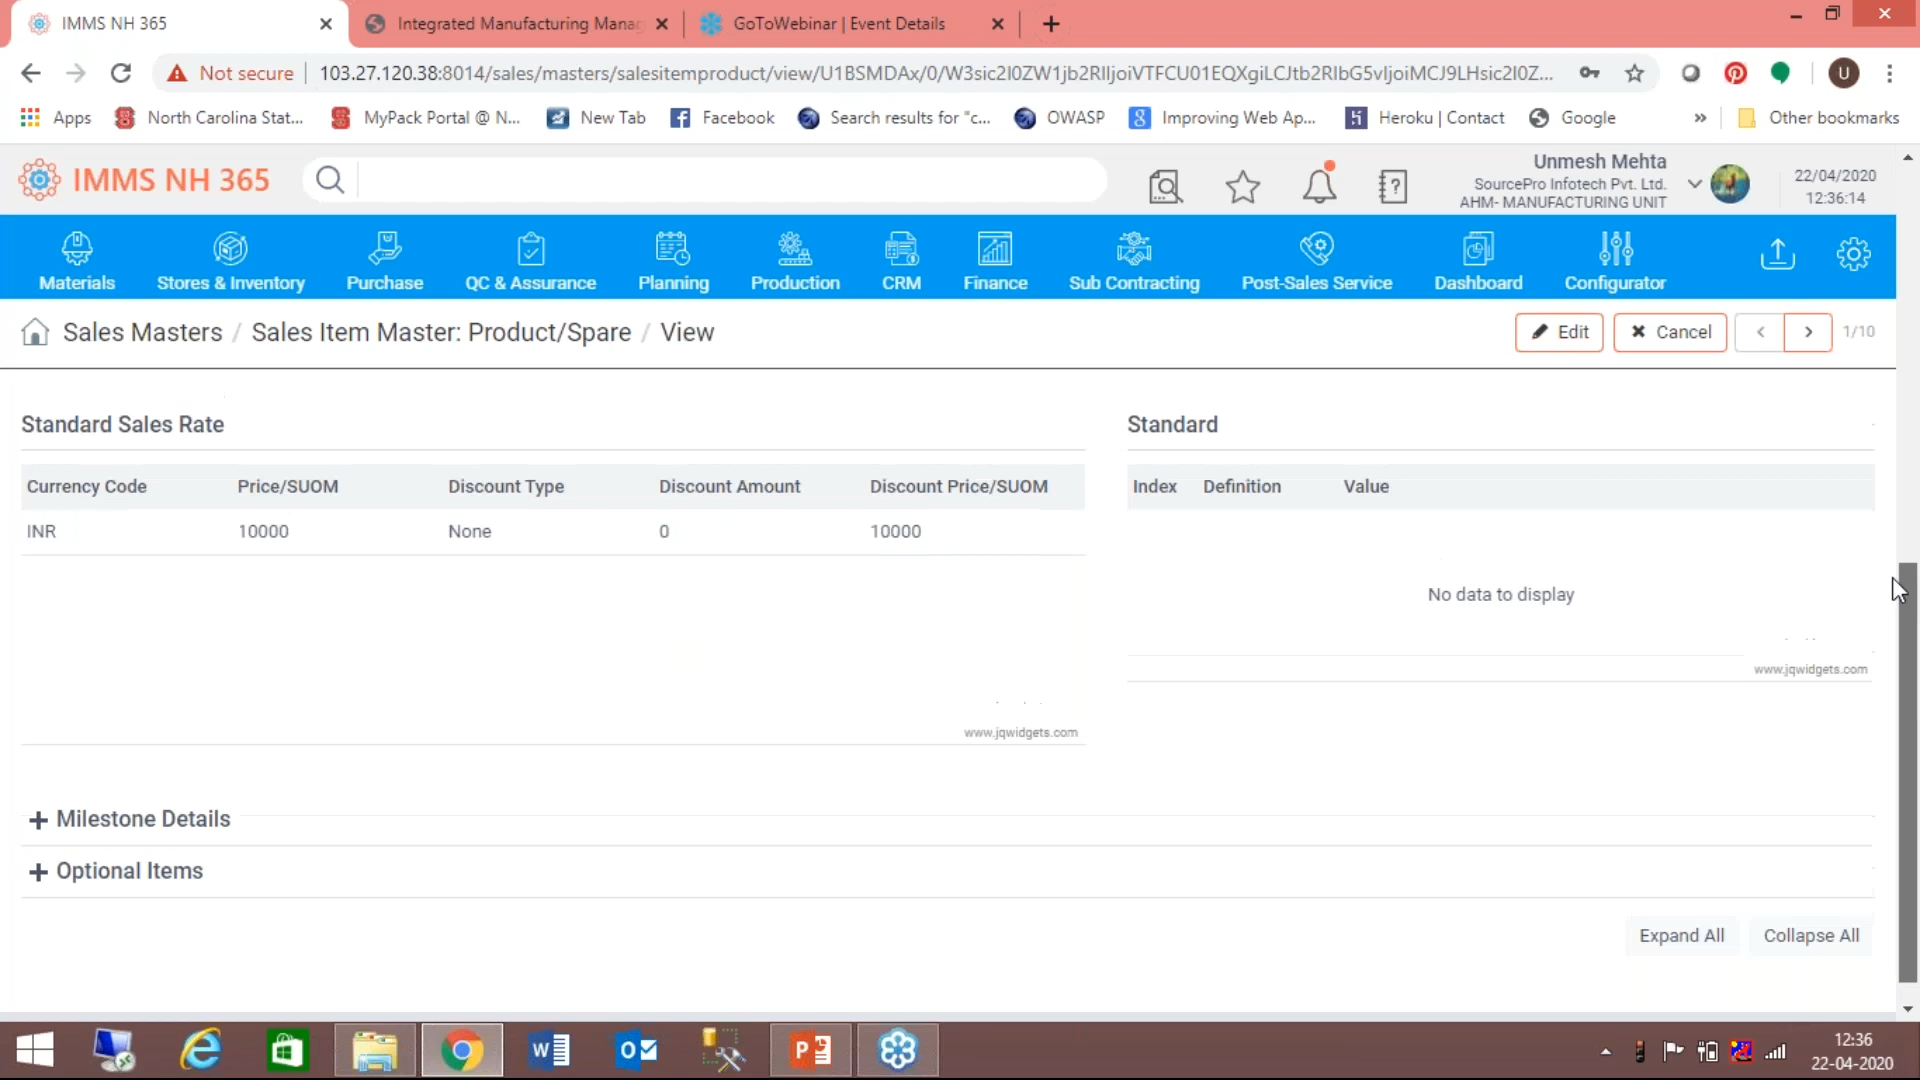 IMMS NH 365
Integrated Manufacturing Mana
GoToWebinar | Event Details
Not secure
103.27.120.38:8014/sales/masters/salesitemproduct/view/U1BSMDAx/0/W3sic2I0ZW1jb2RlIjoiVTFCU01EQXgiLCJtb2RlbG5vIjoiMCJ9LHsic2I0Z...
U
Apps
North Carolina Stat...
MyPack Portal @ N...
New Tab
Facebook
Search results for "c...
OWASP
Improving Web Ap...
Heroku | Contact
Google
»
Other bookmarks
IMMS NH 365
Unmesh Mehta
SourcePro Infotech Pvt. Ltd.
AHM- MANUFACTURING UNIT
22/04/2020
12:36:14
Materials
Stores & Inventory
Purchase
QC & Assurance
Planning
Production
CRM
Finance
Sub Contracting
Post-Sales Service
Dashboard
Configurator
Sales Masters / Sales Item Master: Product/Spare / View
Edit
Cancel
1/10
Standard Sales Rate
Currency Code Price/SUOM Discount Type Discount Amount Discount Price/SUOM
INR 10000 None 0 10000
www.jqwidgets.com
Standard
Index Definition Value
No data to display
www.jqwidgets.com
Milestone Details
Optional Items
Expand All
Collapse All
12:36
22-04-2020